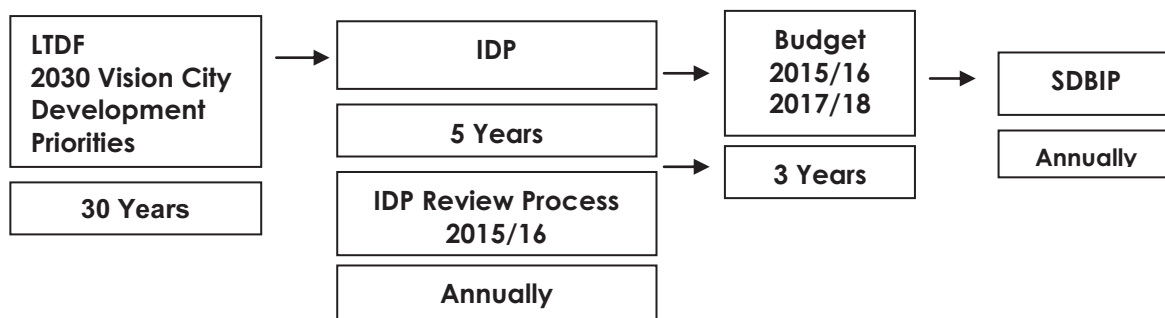 LTDF
2030 Vision City
Development
Priorities
30 Years
IDP
5 Years
IDP Review Process
2015/16
Annually
Budget
2015/16
2017/18
3 Years
SDBIP
Annually